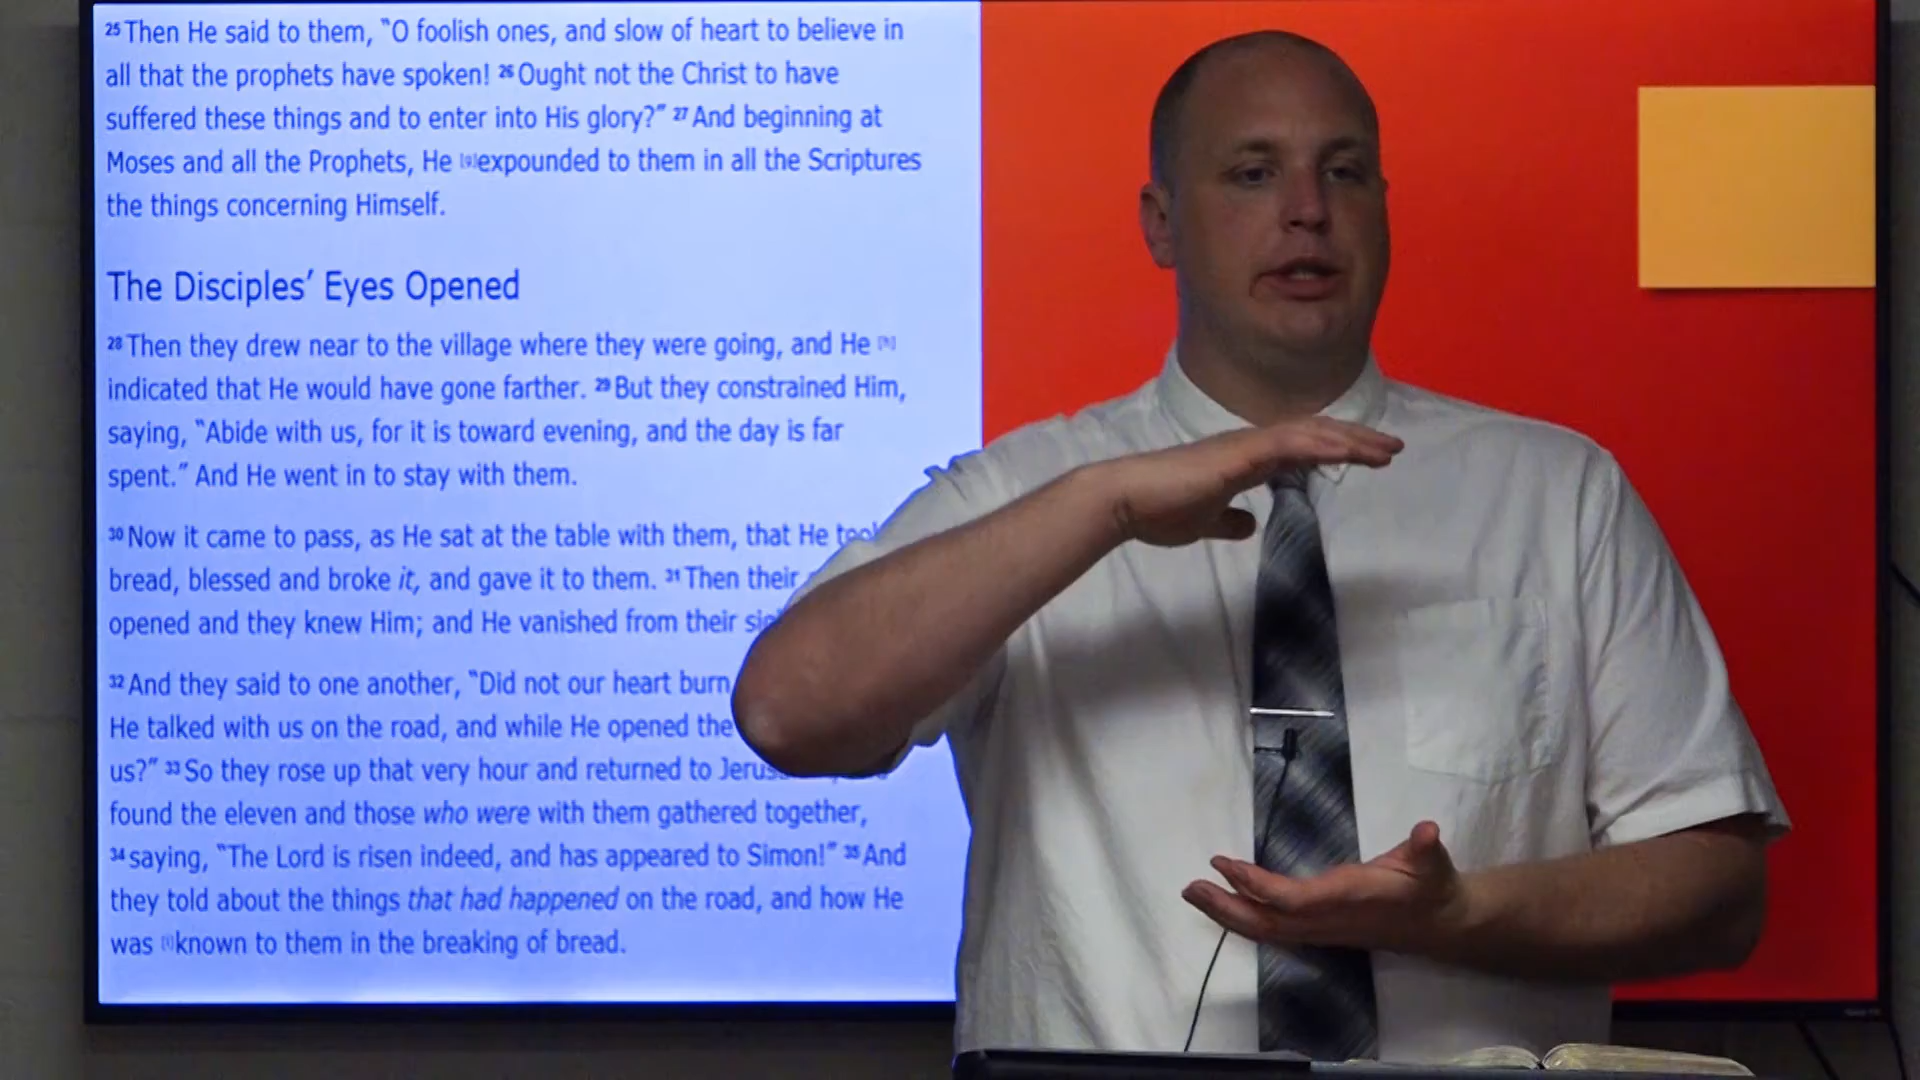 25 Then He said to them, “O foolish ones, and slow of heart to believe in
all that the prophets have spoken! 26 Ought not the Christ to have
suffered these things and to enter into His glory?” 27 And beginning at
Moses and all the Prophets, He [g]expounded to them in all the Scriptures
the things concerning Himself.
The Disciples’ Eyes Opened
28 Then they drew near to the village where they were going, and He [h]
indicated that He would have gone farther. 29 But they constrained Him,
saying, “Abide with us, for it is toward evening, and the day is far
spent.” And He went in to stay with them.
30 Now it came to pass, as He sat at the table with them, that He took
bread, blessed and broke it, and gave it to them. 31 Then their
opened and they knew Him; and He vanished from their
32 And they said to one another, “Did not our heart burn
He talked with us on the road, and while He opened the
us?” 33 So they rose up that very hour and returned to
found the eleven and those who were with them gathered together,
34 saying, “The Lord is risen indeed, and has appeared to Simon!” 35 And
they told about the things that had happened on the road, and how He
was [i]known to them in the breaking of bread.